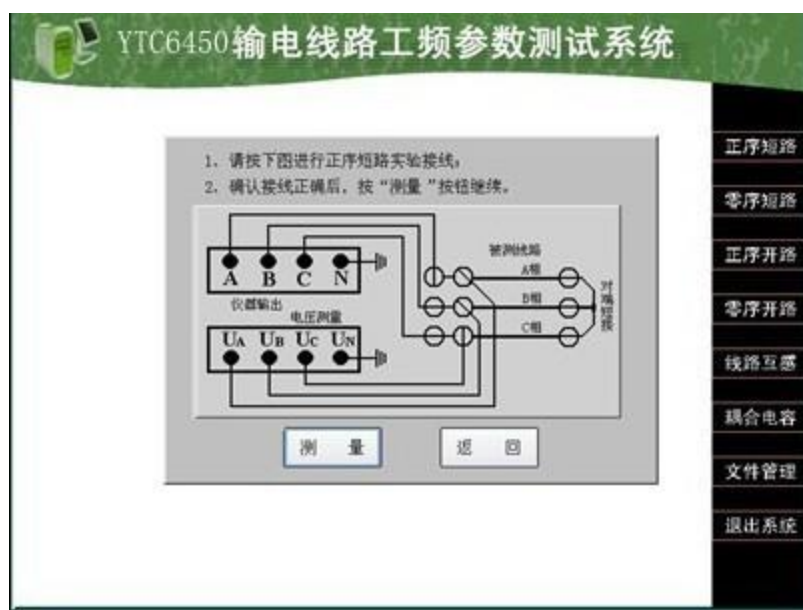 YTC6450输电线路工频参数测试系统
1、请按下图进行正序短路实验接线；
2、确认接线正确后，按“测量”按钮继续。
A B C N
仪器输出
电压测量
UA UB UC UN
被测线路
A相
B相
C相
对端短接
测 量
返 回
正序短路
零序短路
正序开路
零序开路
线路互感
耦合电容
文件管理
退出系统